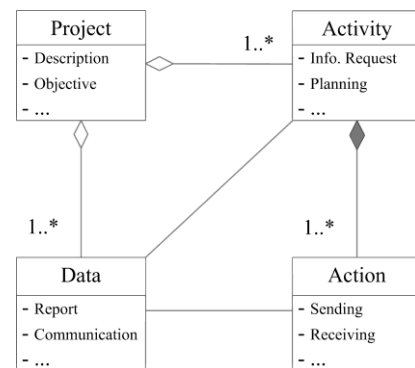 Project
- Description
- Objective
- ...
1..*
Activity
- Info. Request
- Planning
- ...
1..*
1..*
Data
- Report
- Communication
- ...
Action
- Sending
- Receiving
- ...